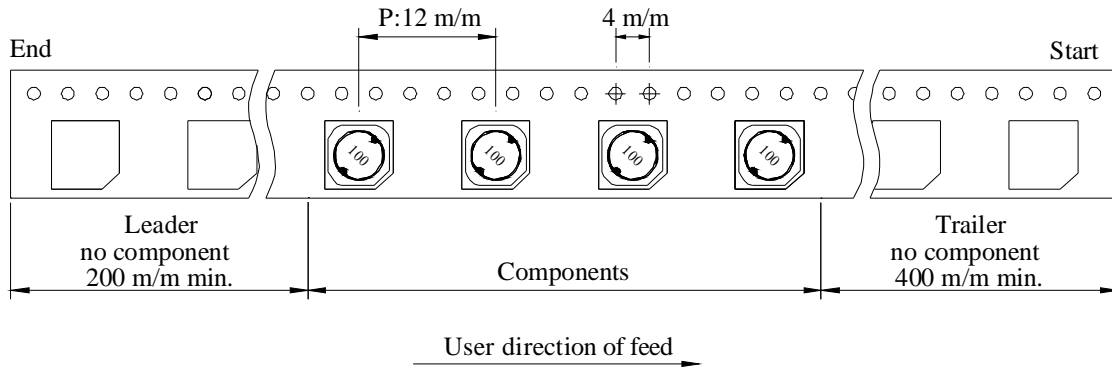 P:12 m/m
4 m/m
End
Start
100
100
100
100
Leader
no component
200 m/m min.
Components
Trailer
no component
400 m/m min.
User direction of feed